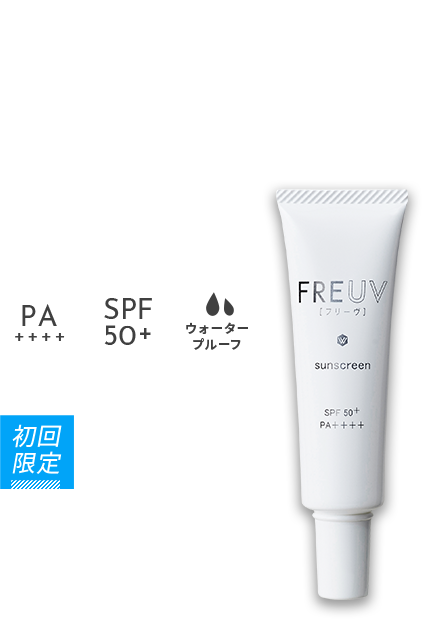 PA
++++
SPF
50+
ウォーター
プルーフ
初回
限定
FREUV
[フリーヴ]
sunscreen
SPF 50+
PA++++